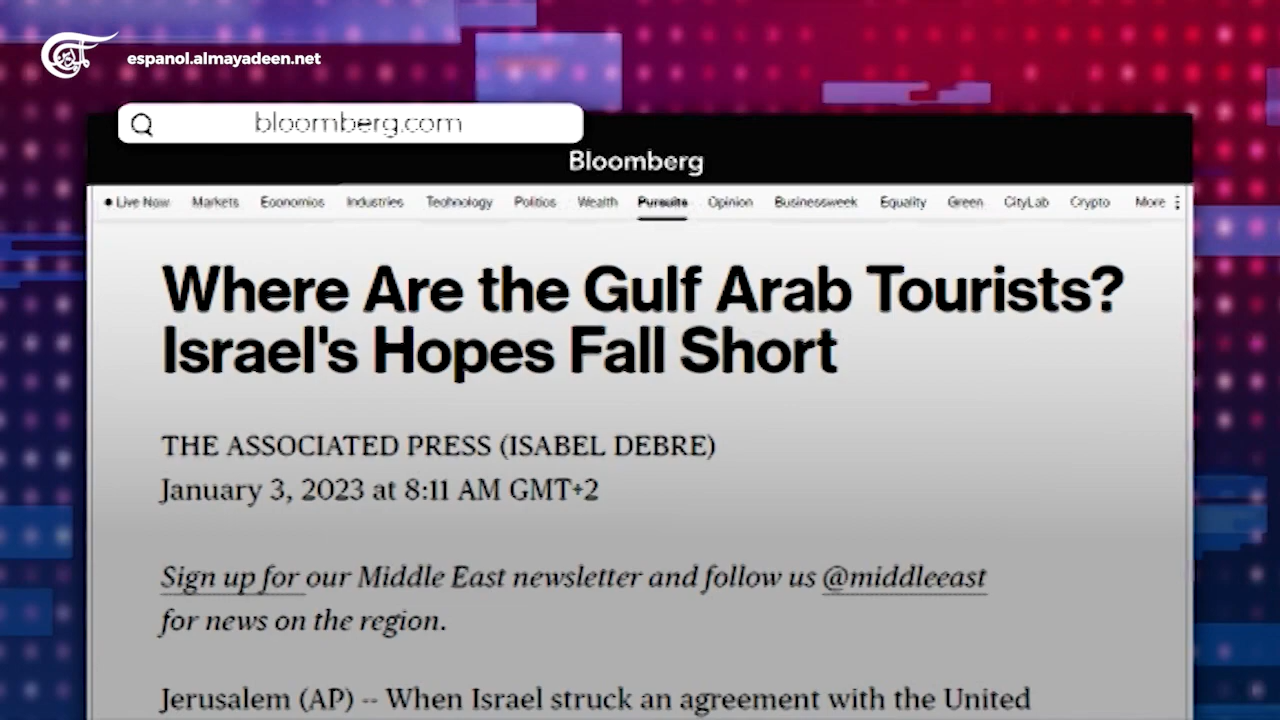 espanol.almayadeen.net
bloomberg.com
Bloomberg
Live Now Markets Economics Industries Technology Politics Wealth Pursuits Opinion Businessweek Equality Green CityLab Crypto More
Where Are the Gulf Arab Tourists?
Israel's Hopes Fall Short
THE ASSOCIATED PRESS (ISABEL DEBRE)
January 3, 2023 at 8:11 AM GMT+2
Sign up for our Middle East newsletter and follow us @middleeast
for news on the region.
Jerusalem (AP) -- When Israel struck an agreement with the United